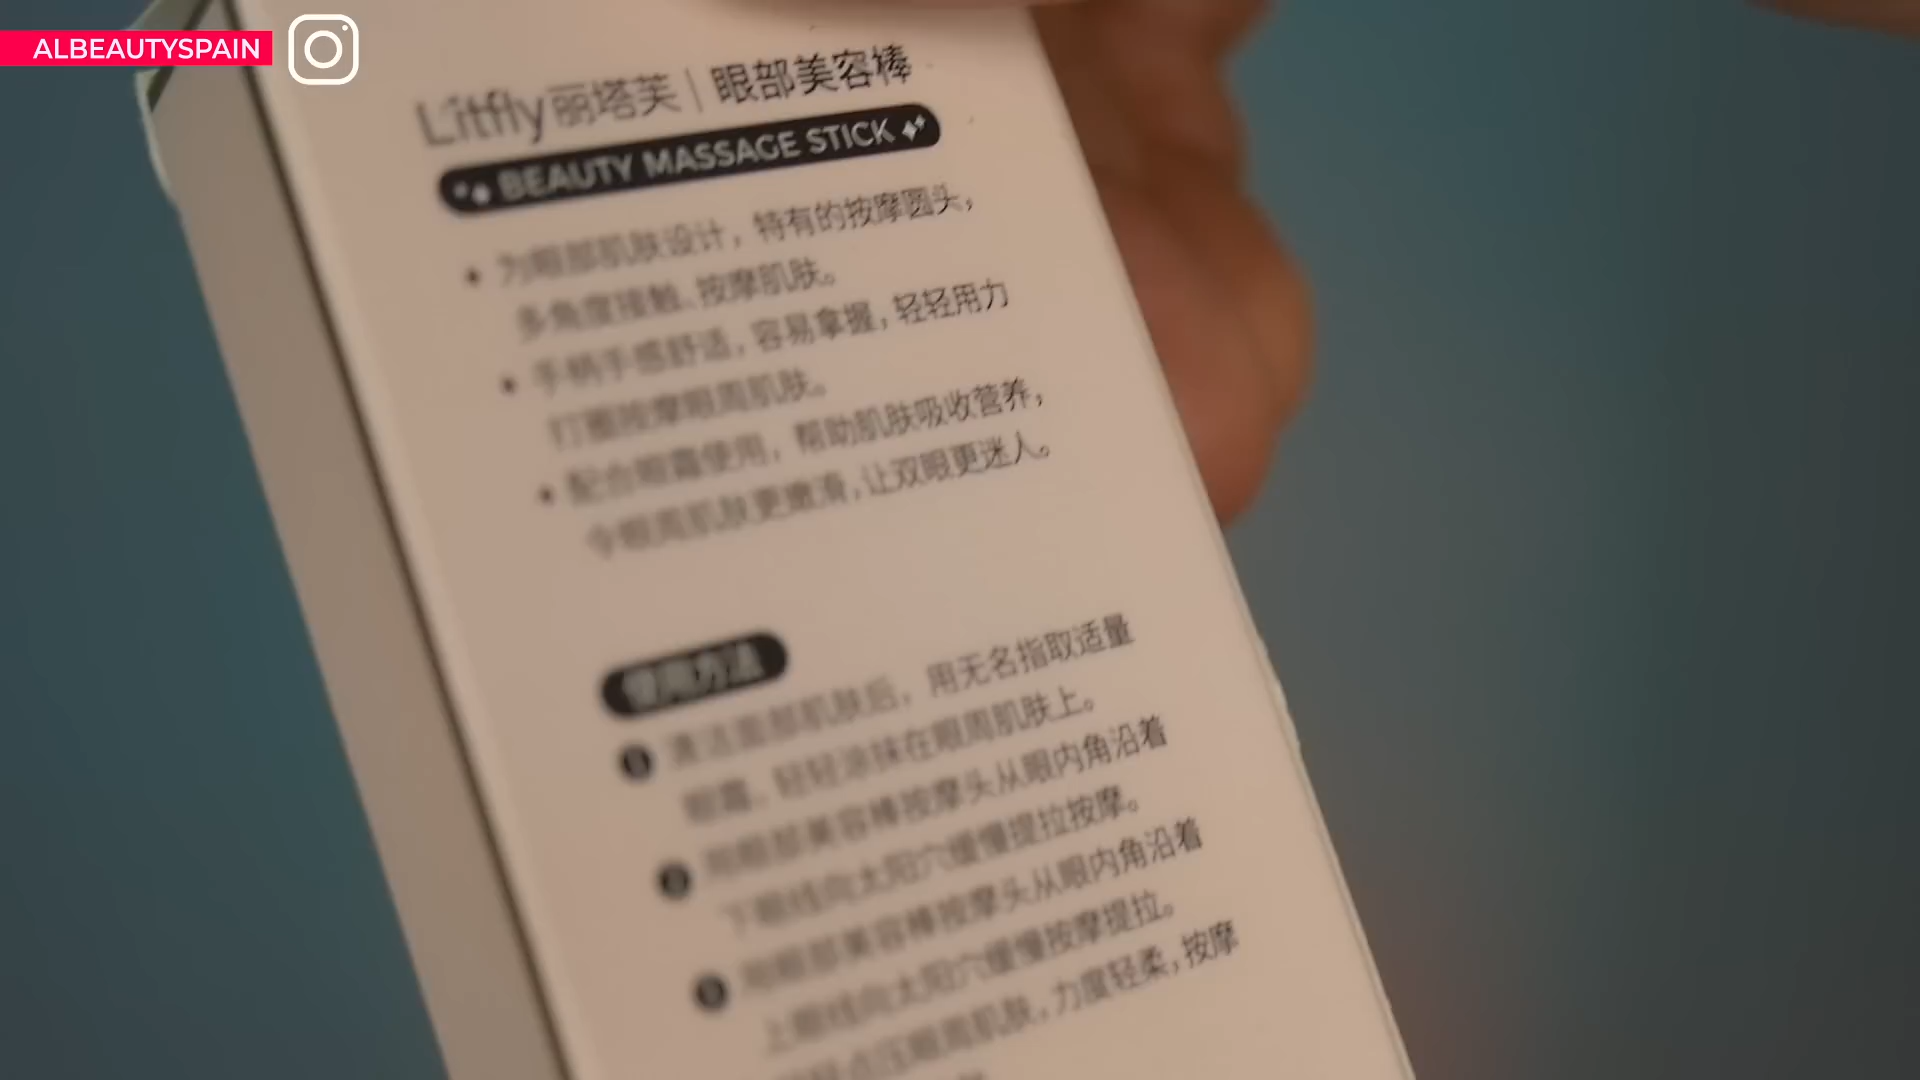 ALBEAUTYSPAIN
Litfly丽塔芙 | 眼部美容棒
BEAUTY MASSAGE STICK
为眼部肌肤设计，特有的按摩圆头，
多角度接触、按摩肌肤。
手柄手感舒适，容易拿握，轻轻用力
打圈按摩眼周肌肤。
配合眼霜使用，帮助肌肤吸收营养，
令眼周肌肤更嫩滑，让双眼更迷人。
使用方法
清洁面部肌肤后，用无名指取适量
眼霜，轻轻涂抹在眼周肌肤上。
用眼部美容棒按摩头从眼内角沿着
下眼线向太阳穴缓慢提拉按摩。
用眼部美容棒按摩头从眼内角沿着
上眼线向太阳穴缓慢按摩提拉。
点压眼周肌肤，力度轻柔，按摩